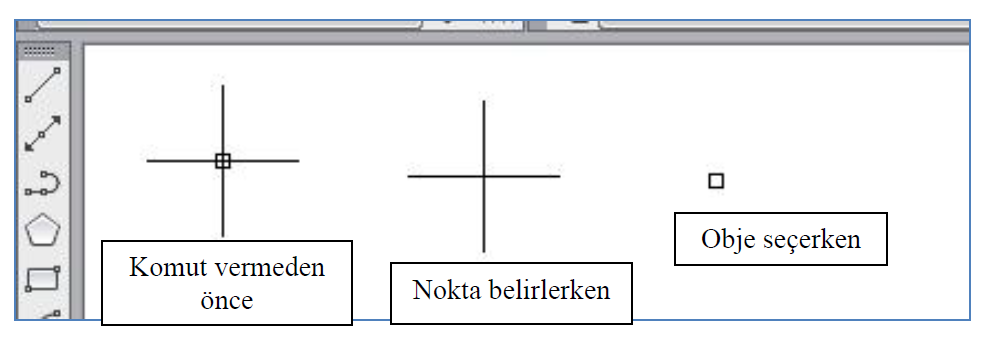 Komut vermeden
önce
Nokta belirlerken
Obje seçerken